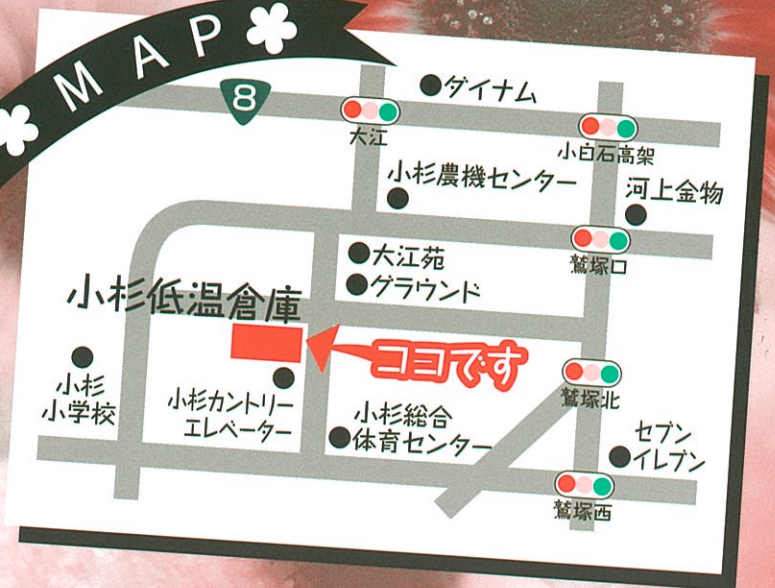 MAP
8
ダイナム
大江
小白石高架
小杉農機センター
河上金物
鷲塚口
大江苑
グラウンド
小杉低温倉庫
ココです
小杉
小学校
小杉カントリー
エレベーター
鷲塚北
小杉総合
体育センター
セブン
イレブン
鷲塚西